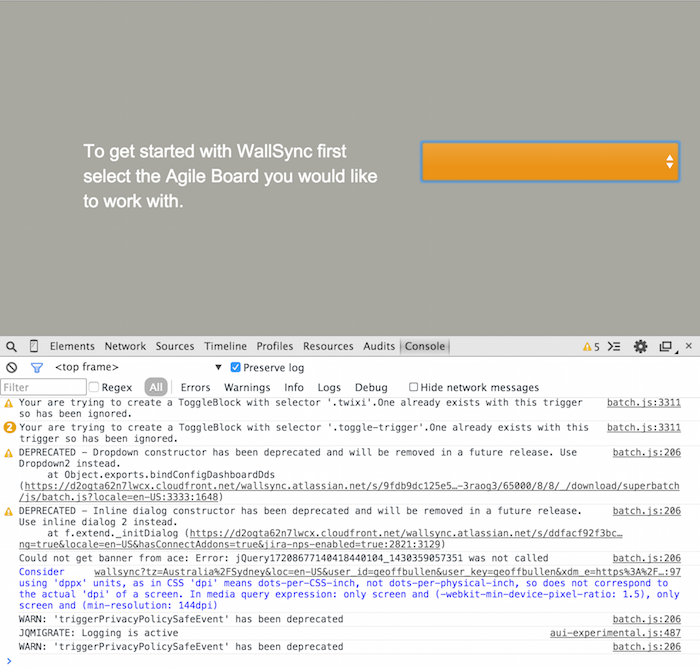 To get started with WallSync first
select the Agile Board you would like
to work with.
Elements Network Sources Timeline Profiles Resources Audits Console 5
<top frame> Preserve log
Filter Regex All Errors Warnings Info Logs Debug Hide network messages
Your are trying to create a ToggleBlock with selector '.twixi'.One already exists with this trigger batch.js:3311
so has been ignored.
2 Your are trying to create a ToggleBlock with selector '.toggle-trigger'.One already exists with this batch.js:3311
trigger so has been ignored.
DEPRECATED – Dropdown constructor has been deprecated and will be removed in a future release. Use batch.js:206
Dropdown2 instead.
at Object.exports.bindConfigDashboardDds
(https://d2ogta62n7lwcx.cloudfront.net/wallsync.atlassian.net/s/9fdb9dc125e5…-3raog3/65000/8/8/_/download/superbatch
/js/batch.js?locale=en-US:3333:1648)
DEPRECATED – Inline dialog constructor has been deprecated and will be removed in a future release. batch.js:206
Use inline dialog 2 instead.
at f.extend._initDialog (https://d2ogta62n7lwcx.cloudfront.net/wallsync.atlassian.net/s/ddfacf92f3bc…
ng=true&locale=en-US&hasConnectAddons=true&jira-nps-enabled=true:2821:3129)
Could not get banner from ace: Error: jQuery17208677140418440104_1430359057351 was not called batch.js:206
Consider wallsync?tz=Australia%2FSydney&loc=en-US&user_id=geoffbullen&user_key=geoffbullen&xdm_e=https%3A%2F…:97
using 'dppx' units, as in CSS 'dpi' means dots-per-CSS-inch, not dots-per-physical-inch, so does not correspond to
the actual 'dpi' of a screen. In media query expression: only screen and (-webkit-min-device-pixel-ratio: 1.5), only
screen and (min-resolution: 144dpi)
WARN: 'triggerPrivacyPolicySafeEvent' has been deprecated batch.js:206
JQMIGRATE: Logging is active aui-experimental.js:487
WARN: 'triggerPrivacyPolicySafeEvent' has been deprecated batch.js:206